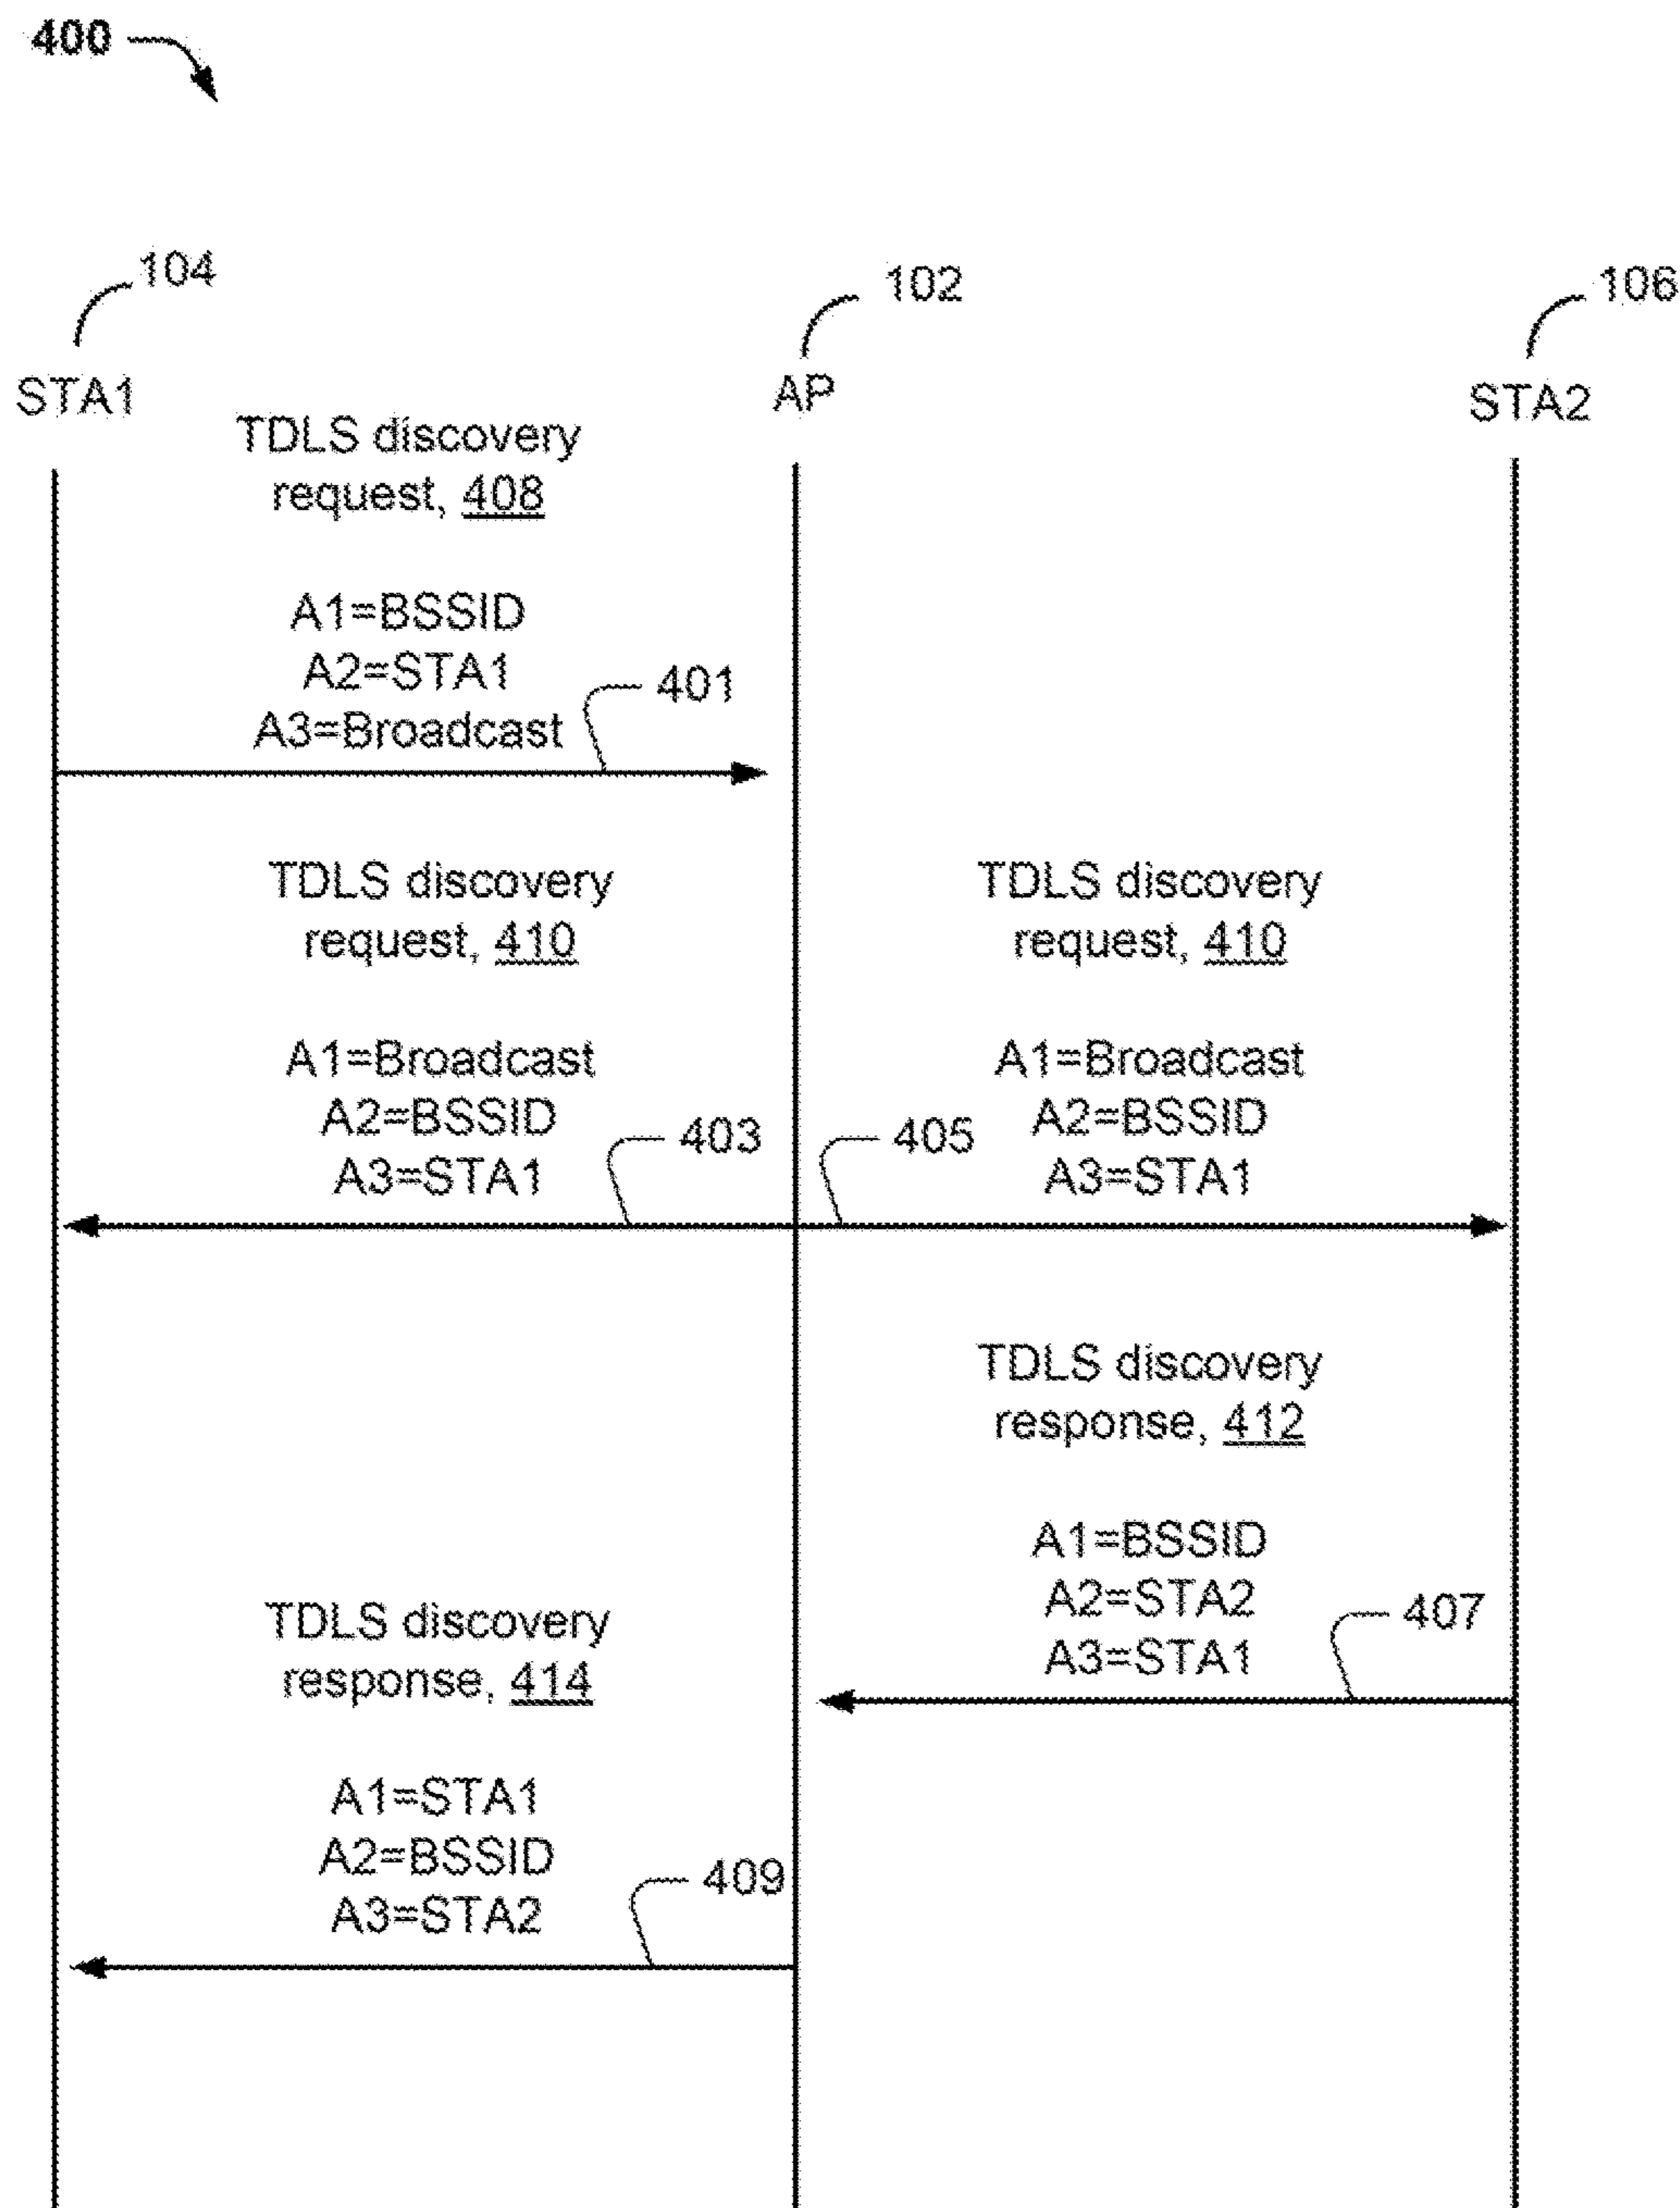 400
104
102
106
STA1
AP
STA2
TDLS discovery
request, 408
A1=BSSID
A2=STA1
A3=Broadcast
401
TDLS discovery
request, 410
A1=Broadcast
A2=BSSID
A3=STA1
403
TDLS discovery
request, 410
A1=Broadcast
A2=BSSID
A3=STA1
405
TDLS discovery
response, 412
A1=BSSID
A2=STA2
A3=STA1
407
TDLS discovery
response, 414
A1=STA1
A2=BSSID
A3=STA2
409